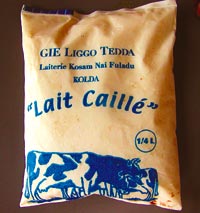 GIE LIGGO TEDDA
Laiterie Kosam Nai Fuladu
KOLDA
"Lait Caillé"
1/4 L